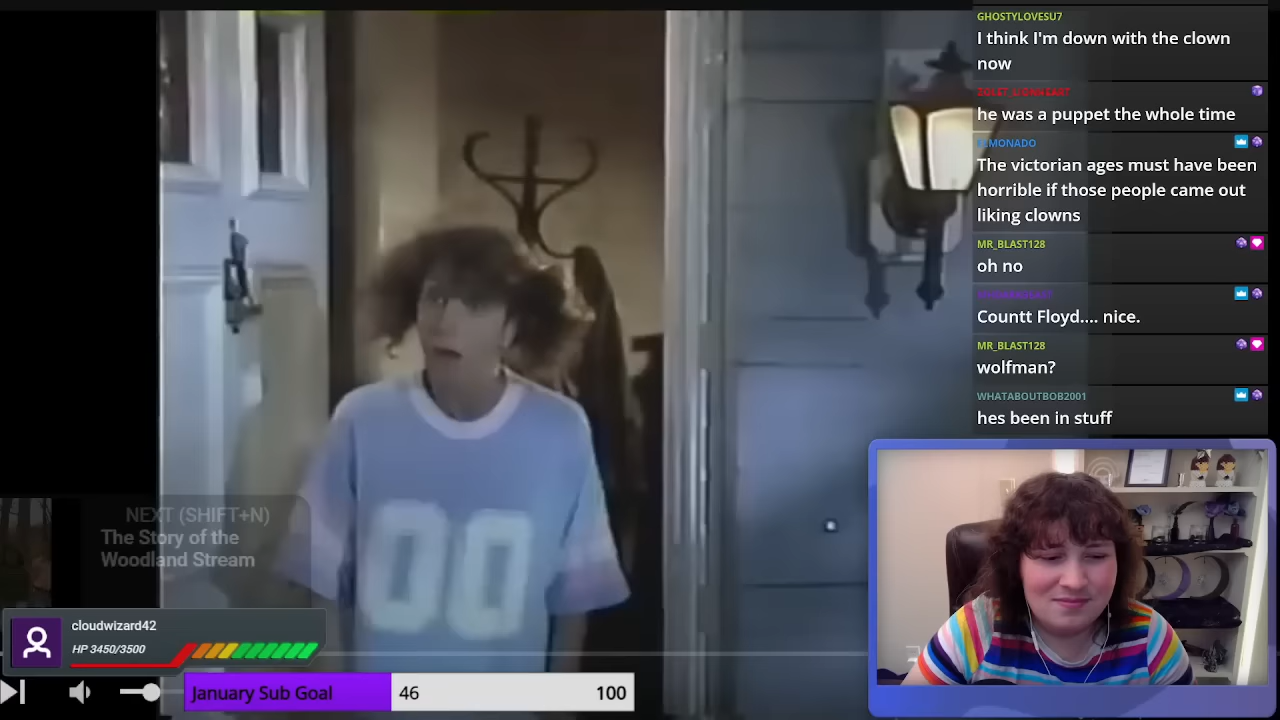 GHOSTYLOVESU7
I think I'm down with the clown
now
he was a puppet the whole time
The victorian ages must have been
horrible if those people came out
liking clowns
MR_BLAST128
oh no
Countt Floyd.... nice.
MR_BLAST128
wolfman?
WHATABOUTBOB2001
hes been in stuff
00
NEXT (SHIFT+N)
The Story of the
Woodland Stream
cloudwizard42
HP 3450/3500
January Sub Goal 46 100